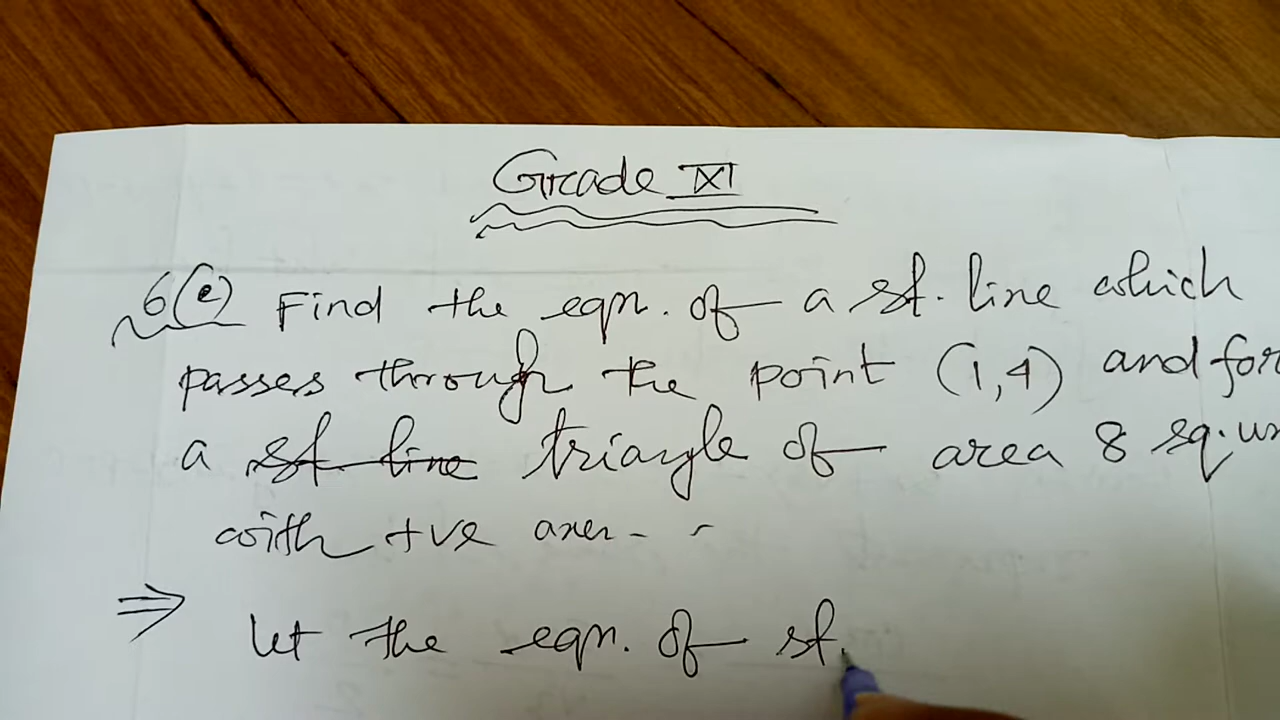 Grade XI
6(e) Find the eqn. of a st. line which
passes through the point (1,4) and for
a st. line triangle of area 8 sq. un
with +ve axes -
⇒ Let the eqn. of st.